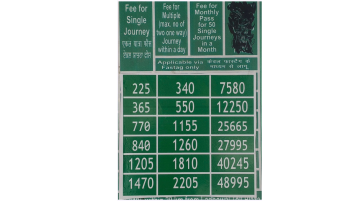 Fee for
Single
Journey
एकल यात्रा फीस
Fee for
Multiple
(max. no of
two one way)
Journey
within a day
Fee for
Monthly
Pass
for 50
Single
Journeys
in a
Month
Applicable via
Fastag only
225 340 7580
365 550 12250
770 1155 25665
840 1260 27995
1205 1810 40245
1470 2205 48995